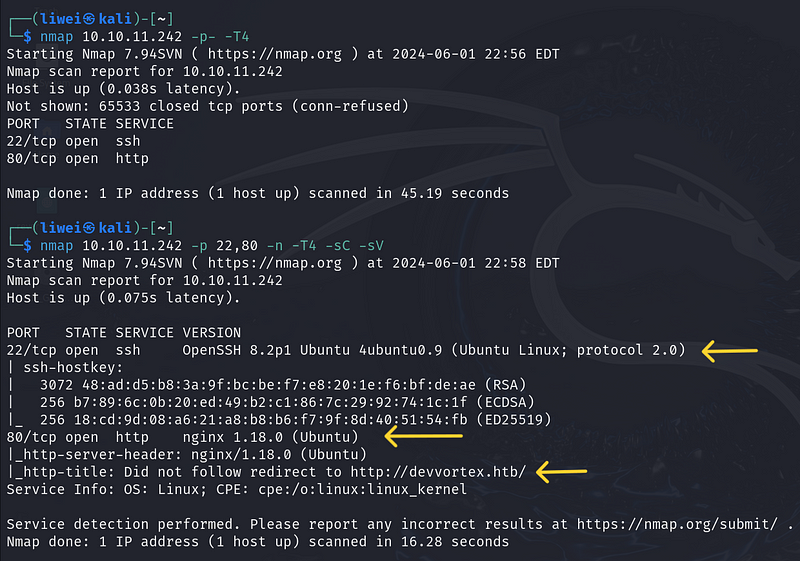 ┌──(liwei㉿kali)-[~]
└─$ nmap 10.10.11.242 -p- -T4
Starting Nmap 7.94SVN ( https://nmap.org ) at 2024-06-01 22:56 EDT
Nmap scan report for 10.10.11.242
Host is up (0.038s latency).
Not shown: 65533 closed tcp ports (conn-refused)
PORT   STATE SERVICE
22/tcp open  ssh
80/tcp open  http
Nmap done: 1 IP address (1 host up) scanned in 45.19 seconds
┌──(liwei㉿kali)-[~]
└─$ nmap 10.10.11.242 -p 22,80 -n -T4 -sC -sV
Starting Nmap 7.94SVN ( https://nmap.org ) at 2024-06-01 22:58 EDT
Nmap scan report for 10.10.11.242
Host is up (0.075s latency).
PORT   STATE SERVICE VERSION
22/tcp open  ssh     OpenSSH 8.2p1 Ubuntu 4ubuntu0.9 (Ubuntu Linux; protocol 2.0)
| ssh-hostkey:
|   3072 48:ad:d5:b8:3a:9f:bc:be:f7:e8:20:1e:f6:bf:de:ae (RSA)
|   256 b7:89:6c:0b:20:ed:49:b2:c1:86:7c:29:92:74:1c:1f (ECDSA)
|_  256 18:cd:9d:08:a6:21:a8:b8:b6:f7:9f:8d:40:51:54:fb (ED25519)
80/tcp open  http    nginx 1.18.0 (Ubuntu)
|_http-server-header: nginx/1.18.0 (Ubuntu)
|_http-title: Did not follow redirect to http://devvortex.htb/
Service Info: OS: Linux; CPE: cpe:/o:linux:linux_kernel
Service detection performed. Please report any incorrect results at https://nmap.org/submit/ .
Nmap done: 1 IP address (1 host up) scanned in 16.28 seconds